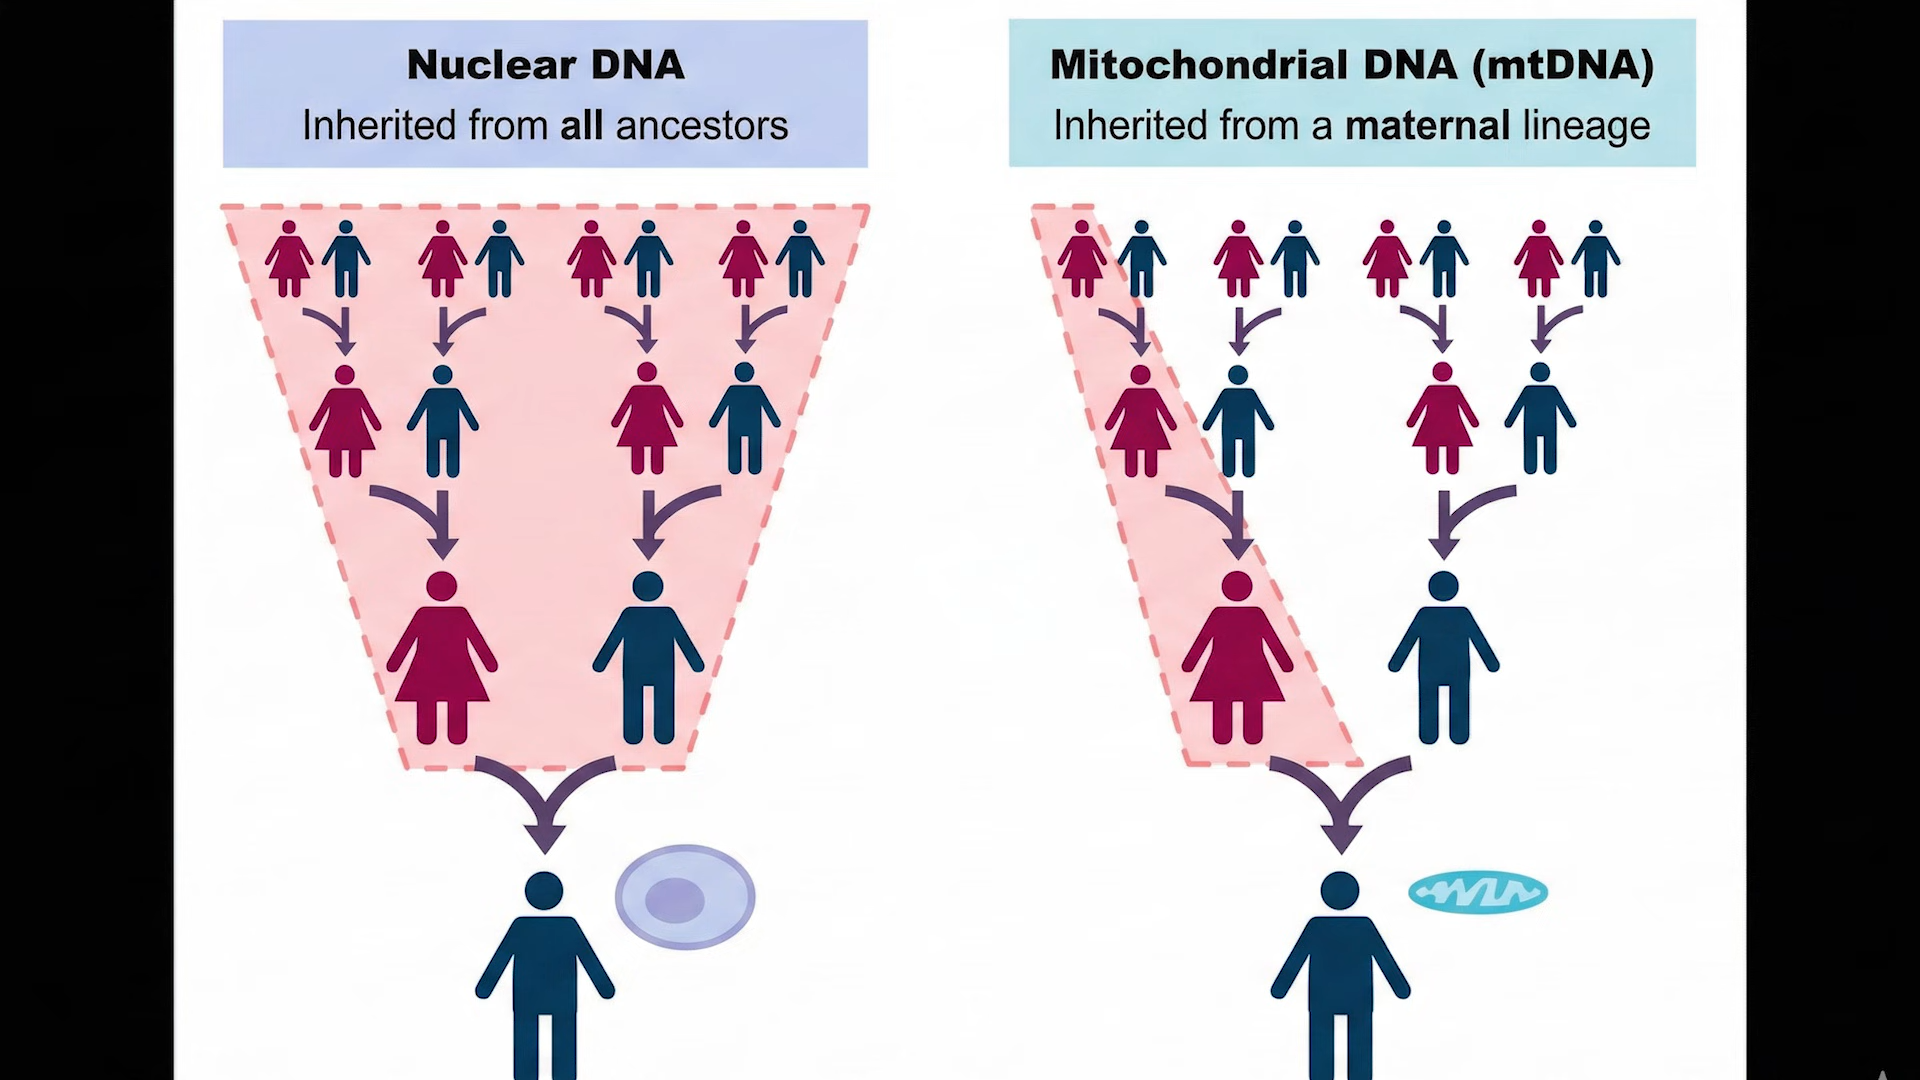 Nuclear DNA
Inherited from all ancestors
Mitochondrial DNA (mtDNA)
Inherited from a maternal lineage